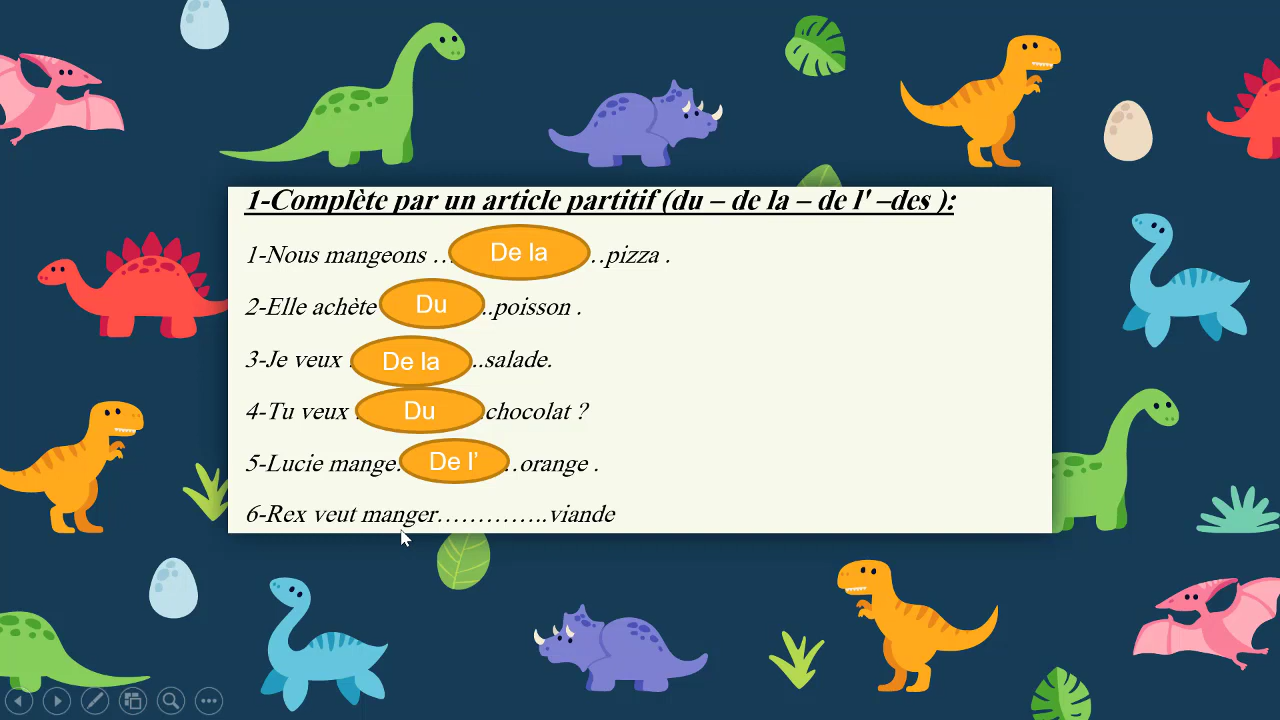 1-Complète par un article partitif (du – de la – de l' –des ):
1-Nous mangeons … De la ..pizza .
2-Elle achète Du ..poisson .
3-Je veux De la ..salade.
4-Tu veux Du .chocolat ?
5-Lucie mange. De l’ ..orange .
6-Rex veut manger…………..viande